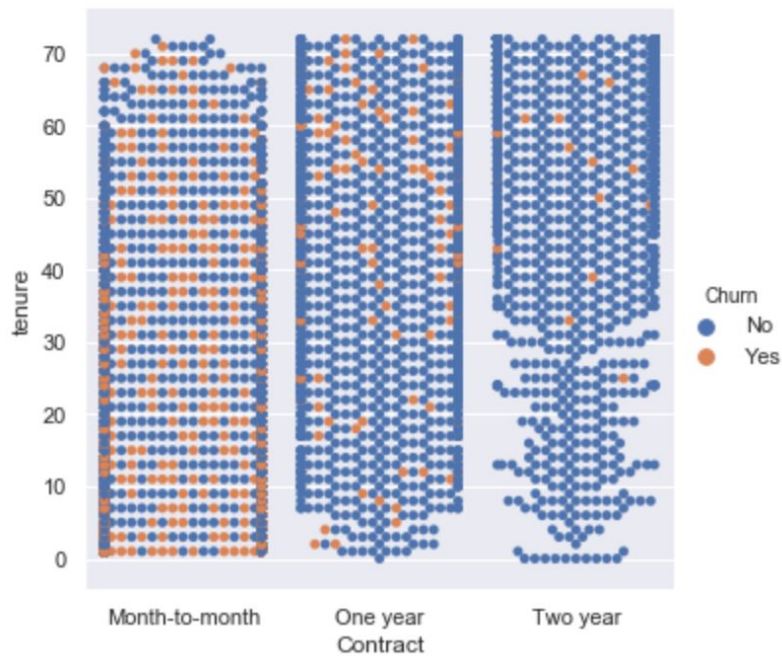 70
60
50
40
30
20
10
0
tenure
Month-to-month One year Two year
Contract
Churn
No
Yes